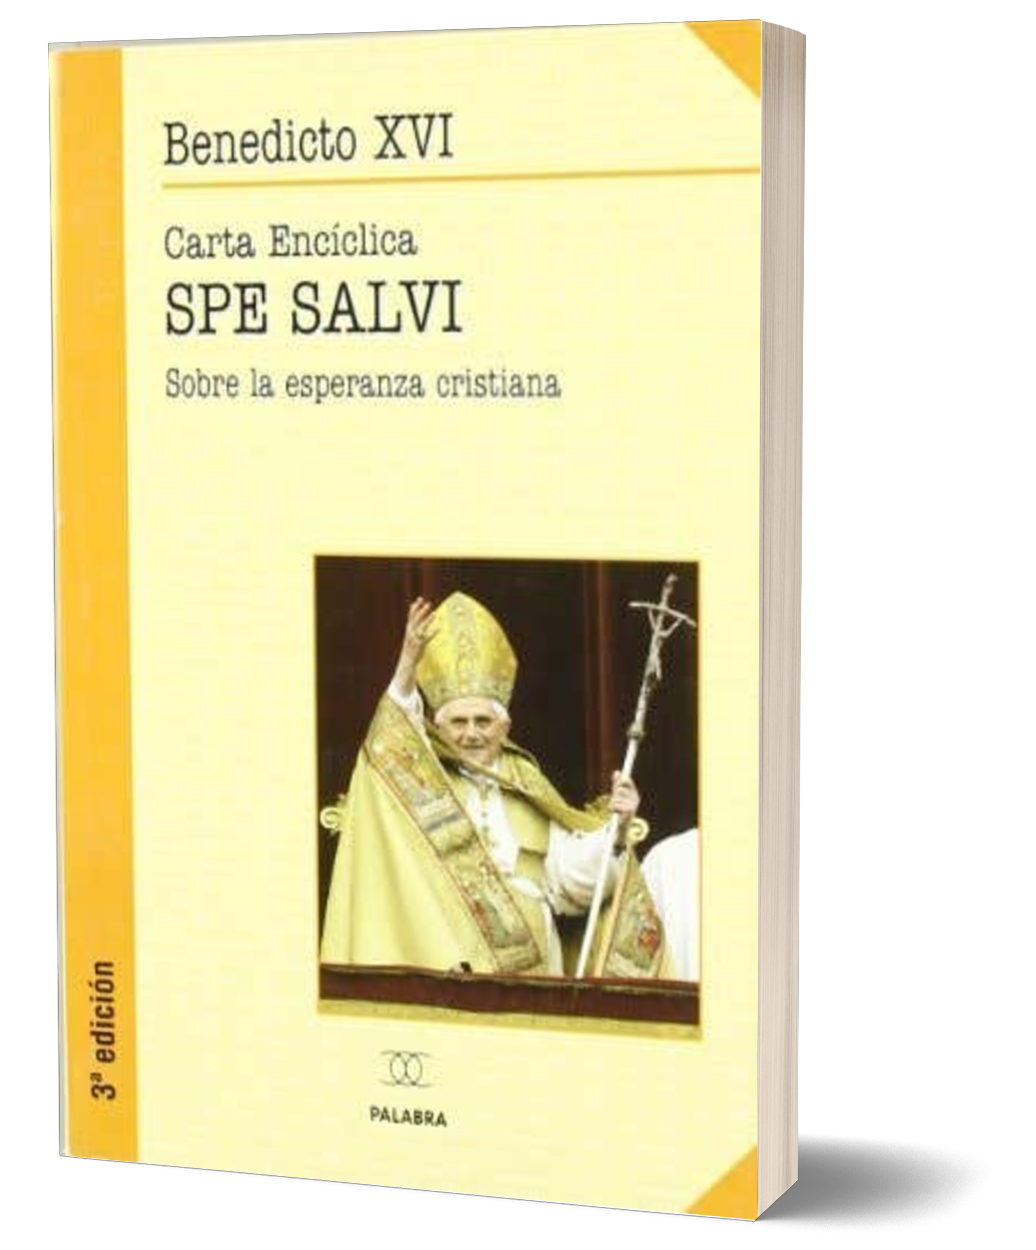 Benedicto XVI
Carta Encíclica
SPE SALVI
Sobre la esperanza cristiana
3ª edición
PALABRA